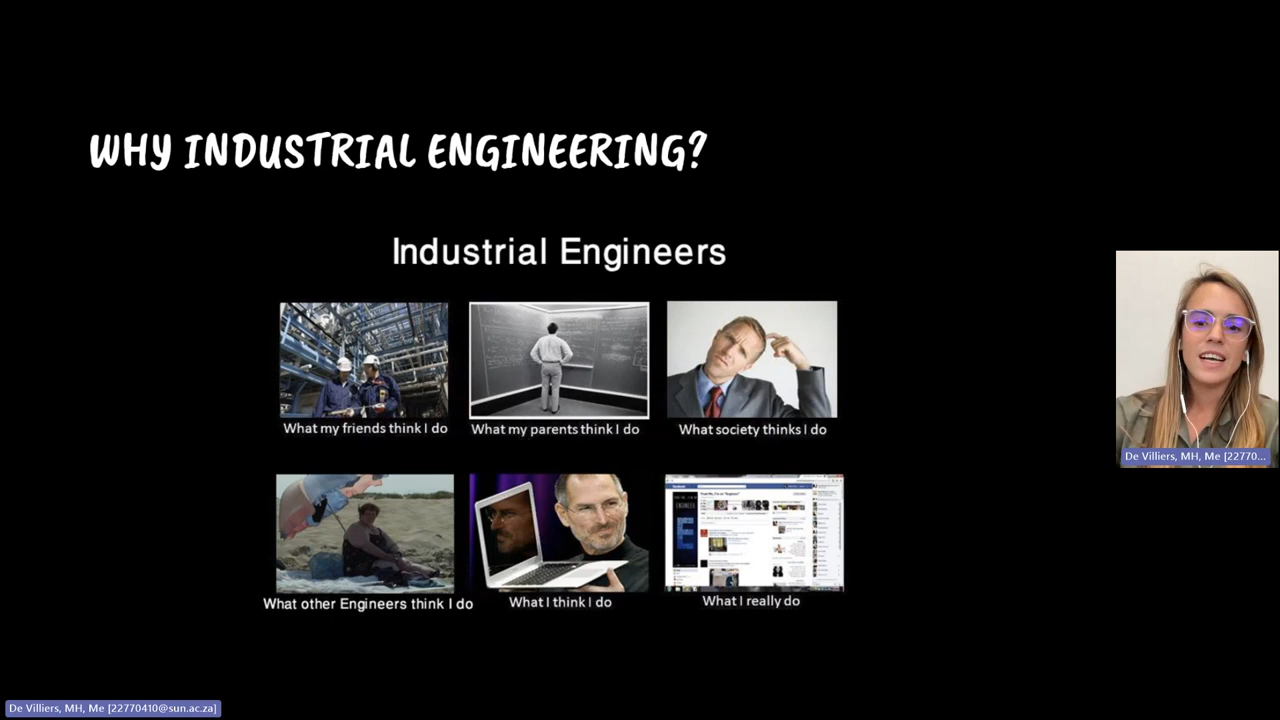 WHY INDUSTRIAL ENGINEERING?
Industrial Engineers
What my friends think I do
What my parents think I do
What society thinks I do
What other Engineers think I do
What I think I do
What I really do
De Villiers, MH, Me [22770...
De Villiers, MH, Me [22770410@sun.ac.za]